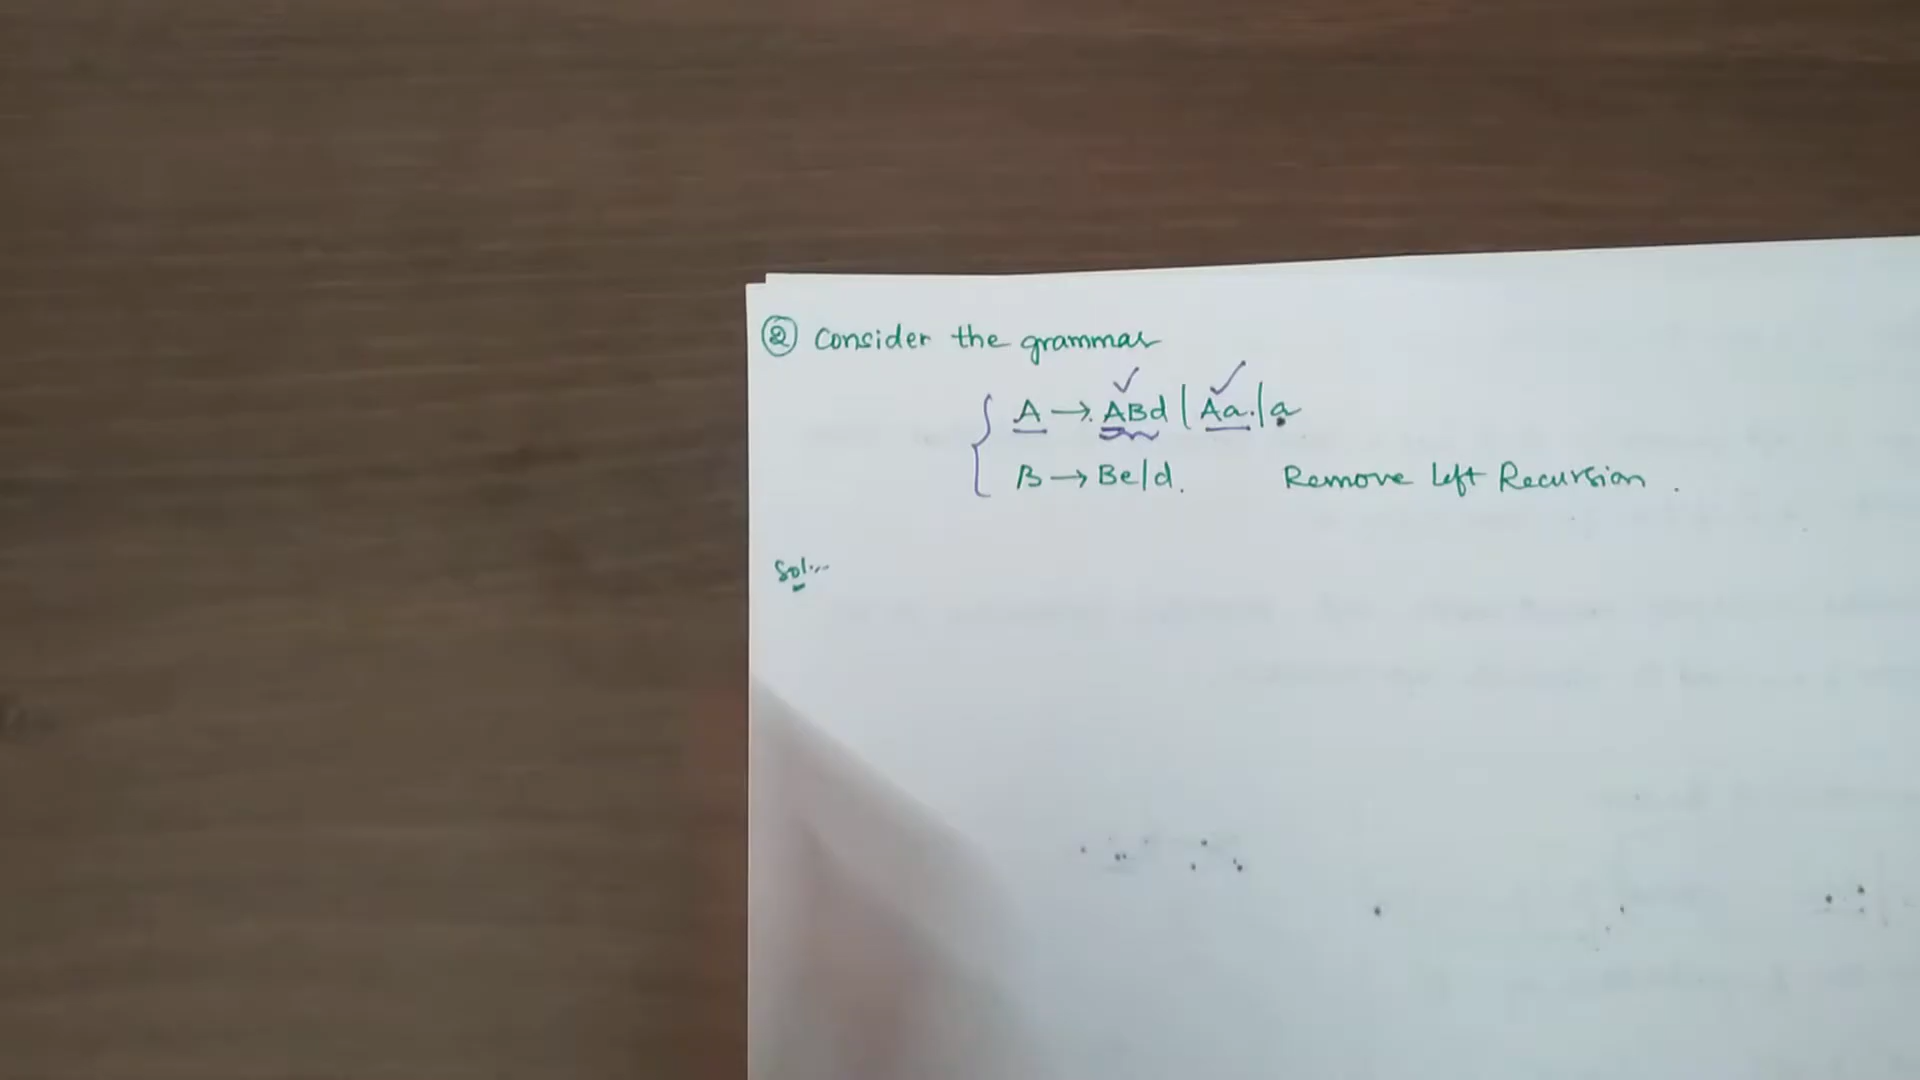 ② Consider the grammar
A → ABd | Aa | a
B → Be | d. Remove Left Recursion.
Sol:-